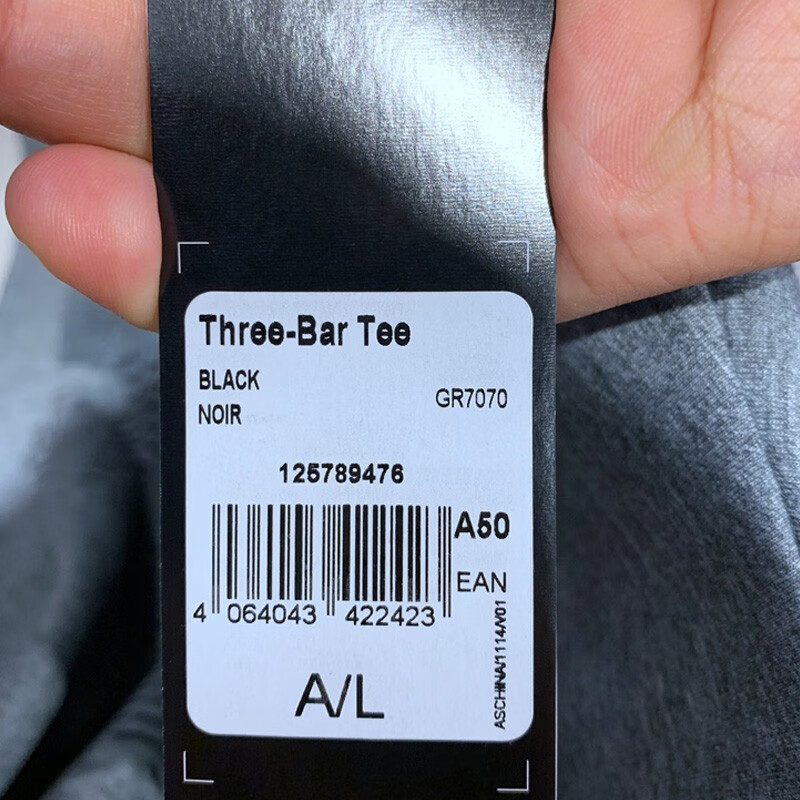 Three-Bar Tee
BLACK
NOIR
GR7070
125789476
A50
EAN
4 064043 422423
A/L
ASCHINA/1114/V01